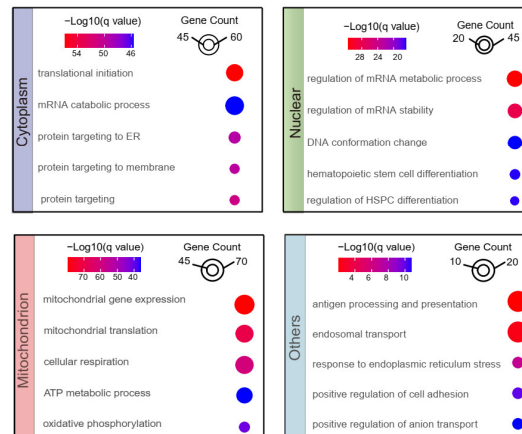 Cytoplasm
−Log10(q value)
54 50 46
Gene Count
45 60
translational initiation
mRNA catabolic process
protein targeting to ER
protein targeting to membrane
protein targeting
Nuclear
−Log10(q value)
28 24 20
Gene Count
20 45
regulation of mRNA metabolic process
regulation of mRNA stability
DNA conformation change
hematopoietic stem cell differentiation
regulation of HSPC differentiation
Mitochondrion
−Log10(q value)
70 60 50 40
Gene Count
45 70
mitochondrial gene expression
mitochondrial translation
cellular respiration
ATP metabolic process
oxidative phosphorylation
Others
−Log10(q value)
4 6 8 10
Gene Count
10 20
antigen processing and presentation
endosomal transport
response to endoplasmic reticulum stress
positive regulation of cell adhesion
positive regulation of anion transport